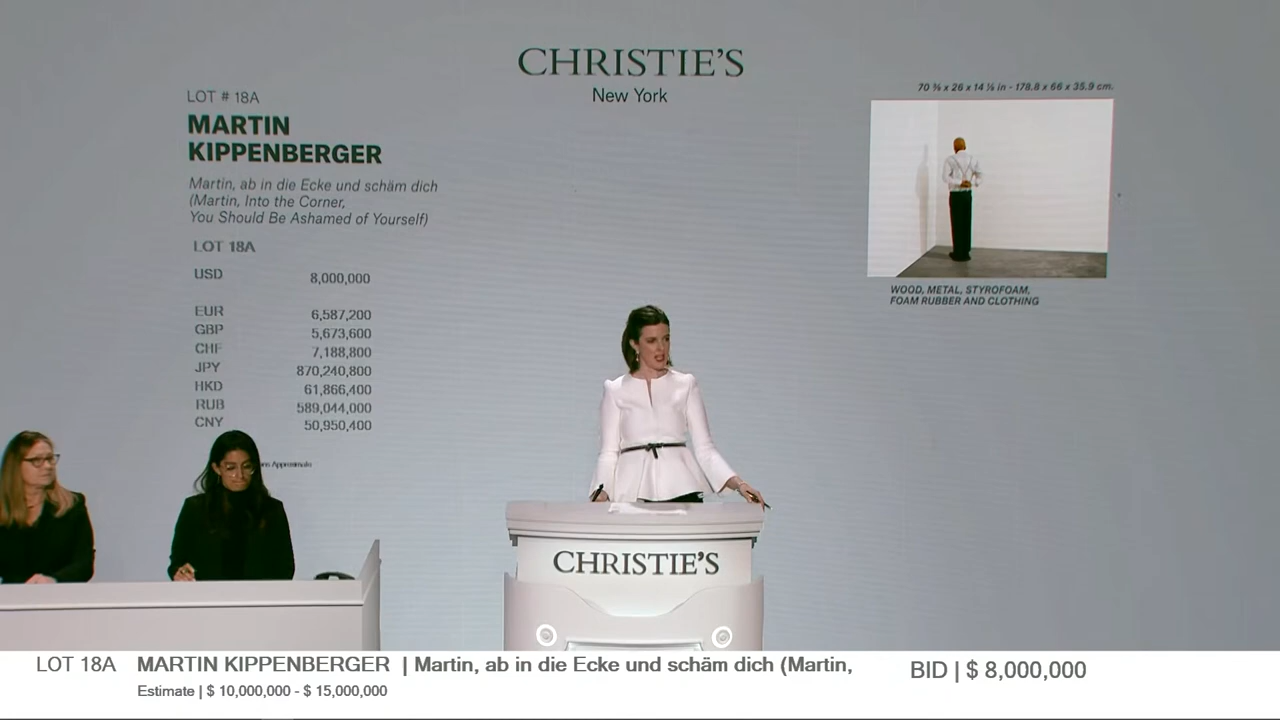 CHRISTIE'S
New York
LOT # 18A
MARTIN
KIPPENBERGER
Martin, ab in die Ecke und schäm dich
(Martin, Into the Corner,
You Should Be Ashamed of Yourself)
LOT 18A
USD 8,000,000
EUR 6,587,200
GBP 5,673,600
CHF 7,188,800
JPY 870,240,800
HKD 61,866,400
RUB 589,044,000
CNY 50,950,400
Approximate
70 ⅜ x 26 x 14 ⅛ in - 178.8 x 66 x 35.9 cm.
WOOD, METAL, STYROFOAM,
FOAM RUBBER AND CLOTHING
CHRISTIE'S
LOT 18A MARTIN KIPPENBERGER | Martin, ab in die Ecke und schäm dich (Martin,
Estimate | $ 10,000,000 - $ 15,000,000
BID | $ 8,000,000